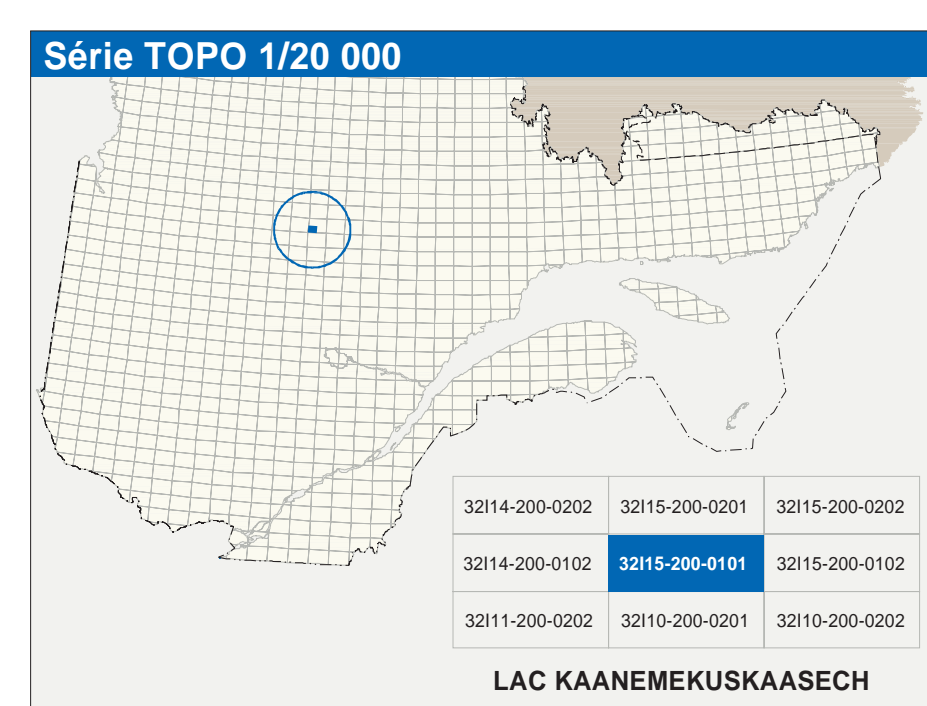 Série TOPO 1/20 000
32I14-200-0202 32I15-200-0201 32I15-200-0202
32I14-200-0102 32I15-200-0101 32I15-200-0102
32I11-200-0202 32I10-200-0201 32I10-200-0202
LAC KAANEMEKUSKAASECH